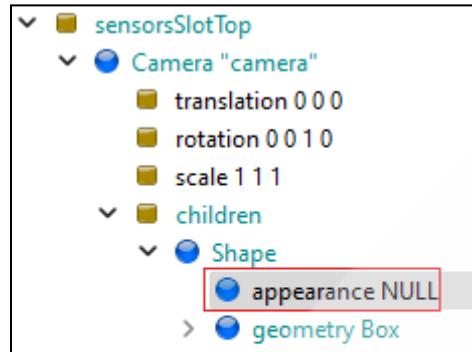 sensorsSlotTop
Camera "camera"
translation 0 0 0
rotation 0 0 1 0
scale 1 1 1
children
Shape
appearance NULL
geometry Box